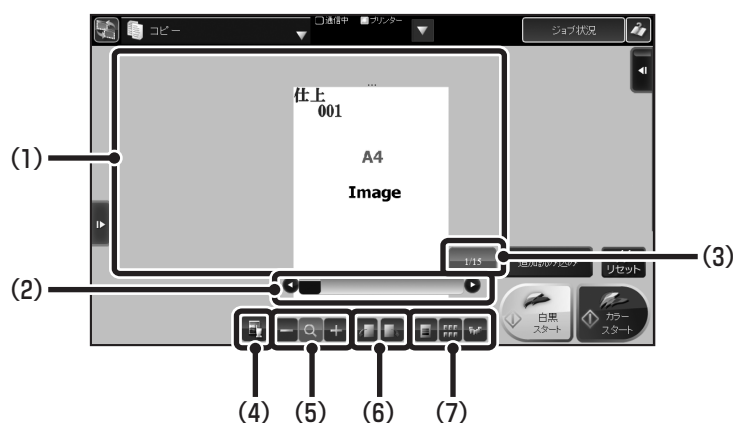 コピー
通信中 プリンター
ジョブ状況
...
仕上
001
A4
Image
1/15
リセット
白黒
スタート
カラー
スタート
(1)
(2)
(3)
(4)
(5)
(6)
(7)